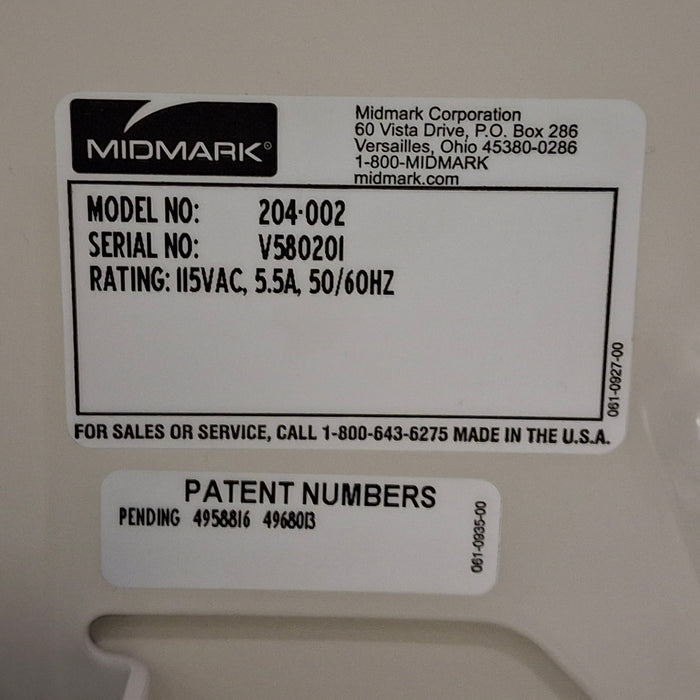 MIDMARK®
Midmark Corporation
60 Vista Drive, P.O. Box 286
Versailles, Ohio 45380-0286
1-800-MIDMARK
midmark.com
MODEL NO: 204-002
SERIAL NO: V580201
RATING: 115VAC, 5.5A, 50/60HZ
061-0927-00
FOR SALES OR SERVICE, CALL 1-800-643-6275 MADE IN THE U.S.A.
PATENT NUMBERS
PENDING 4958816 4968013
061-0935-00